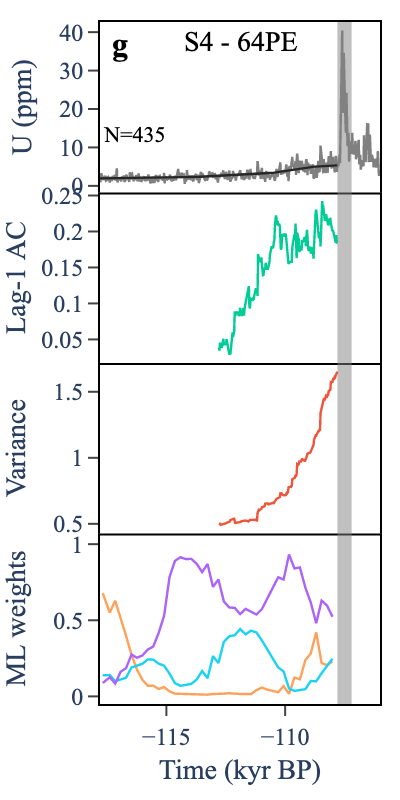 g S4 - 64PE
U (ppm)
40
30
20
10
0
N=435
Lag-1 AC
0.25
0.2
0.15
0.1
0.05
Variance
1.5
1
0.5
ML weights
1
0.5
0
−115 −110
Time (kyr BP)